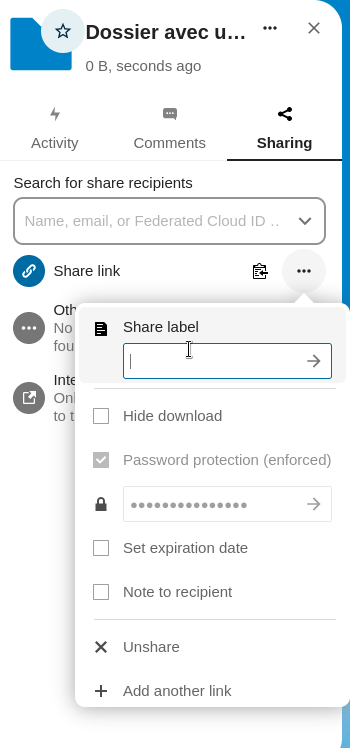 Dossier avec u...
0 B, seconds ago
Activity
Comments
Sharing
Search for share recipients
Name, email, or Federated Cloud ID ..
Share link
Oth
No
fou
Share label
Inte
Onl
to t
Hide download
Password protection (enforced)
Set expiration date
Note to recipient
Unshare
Add another link